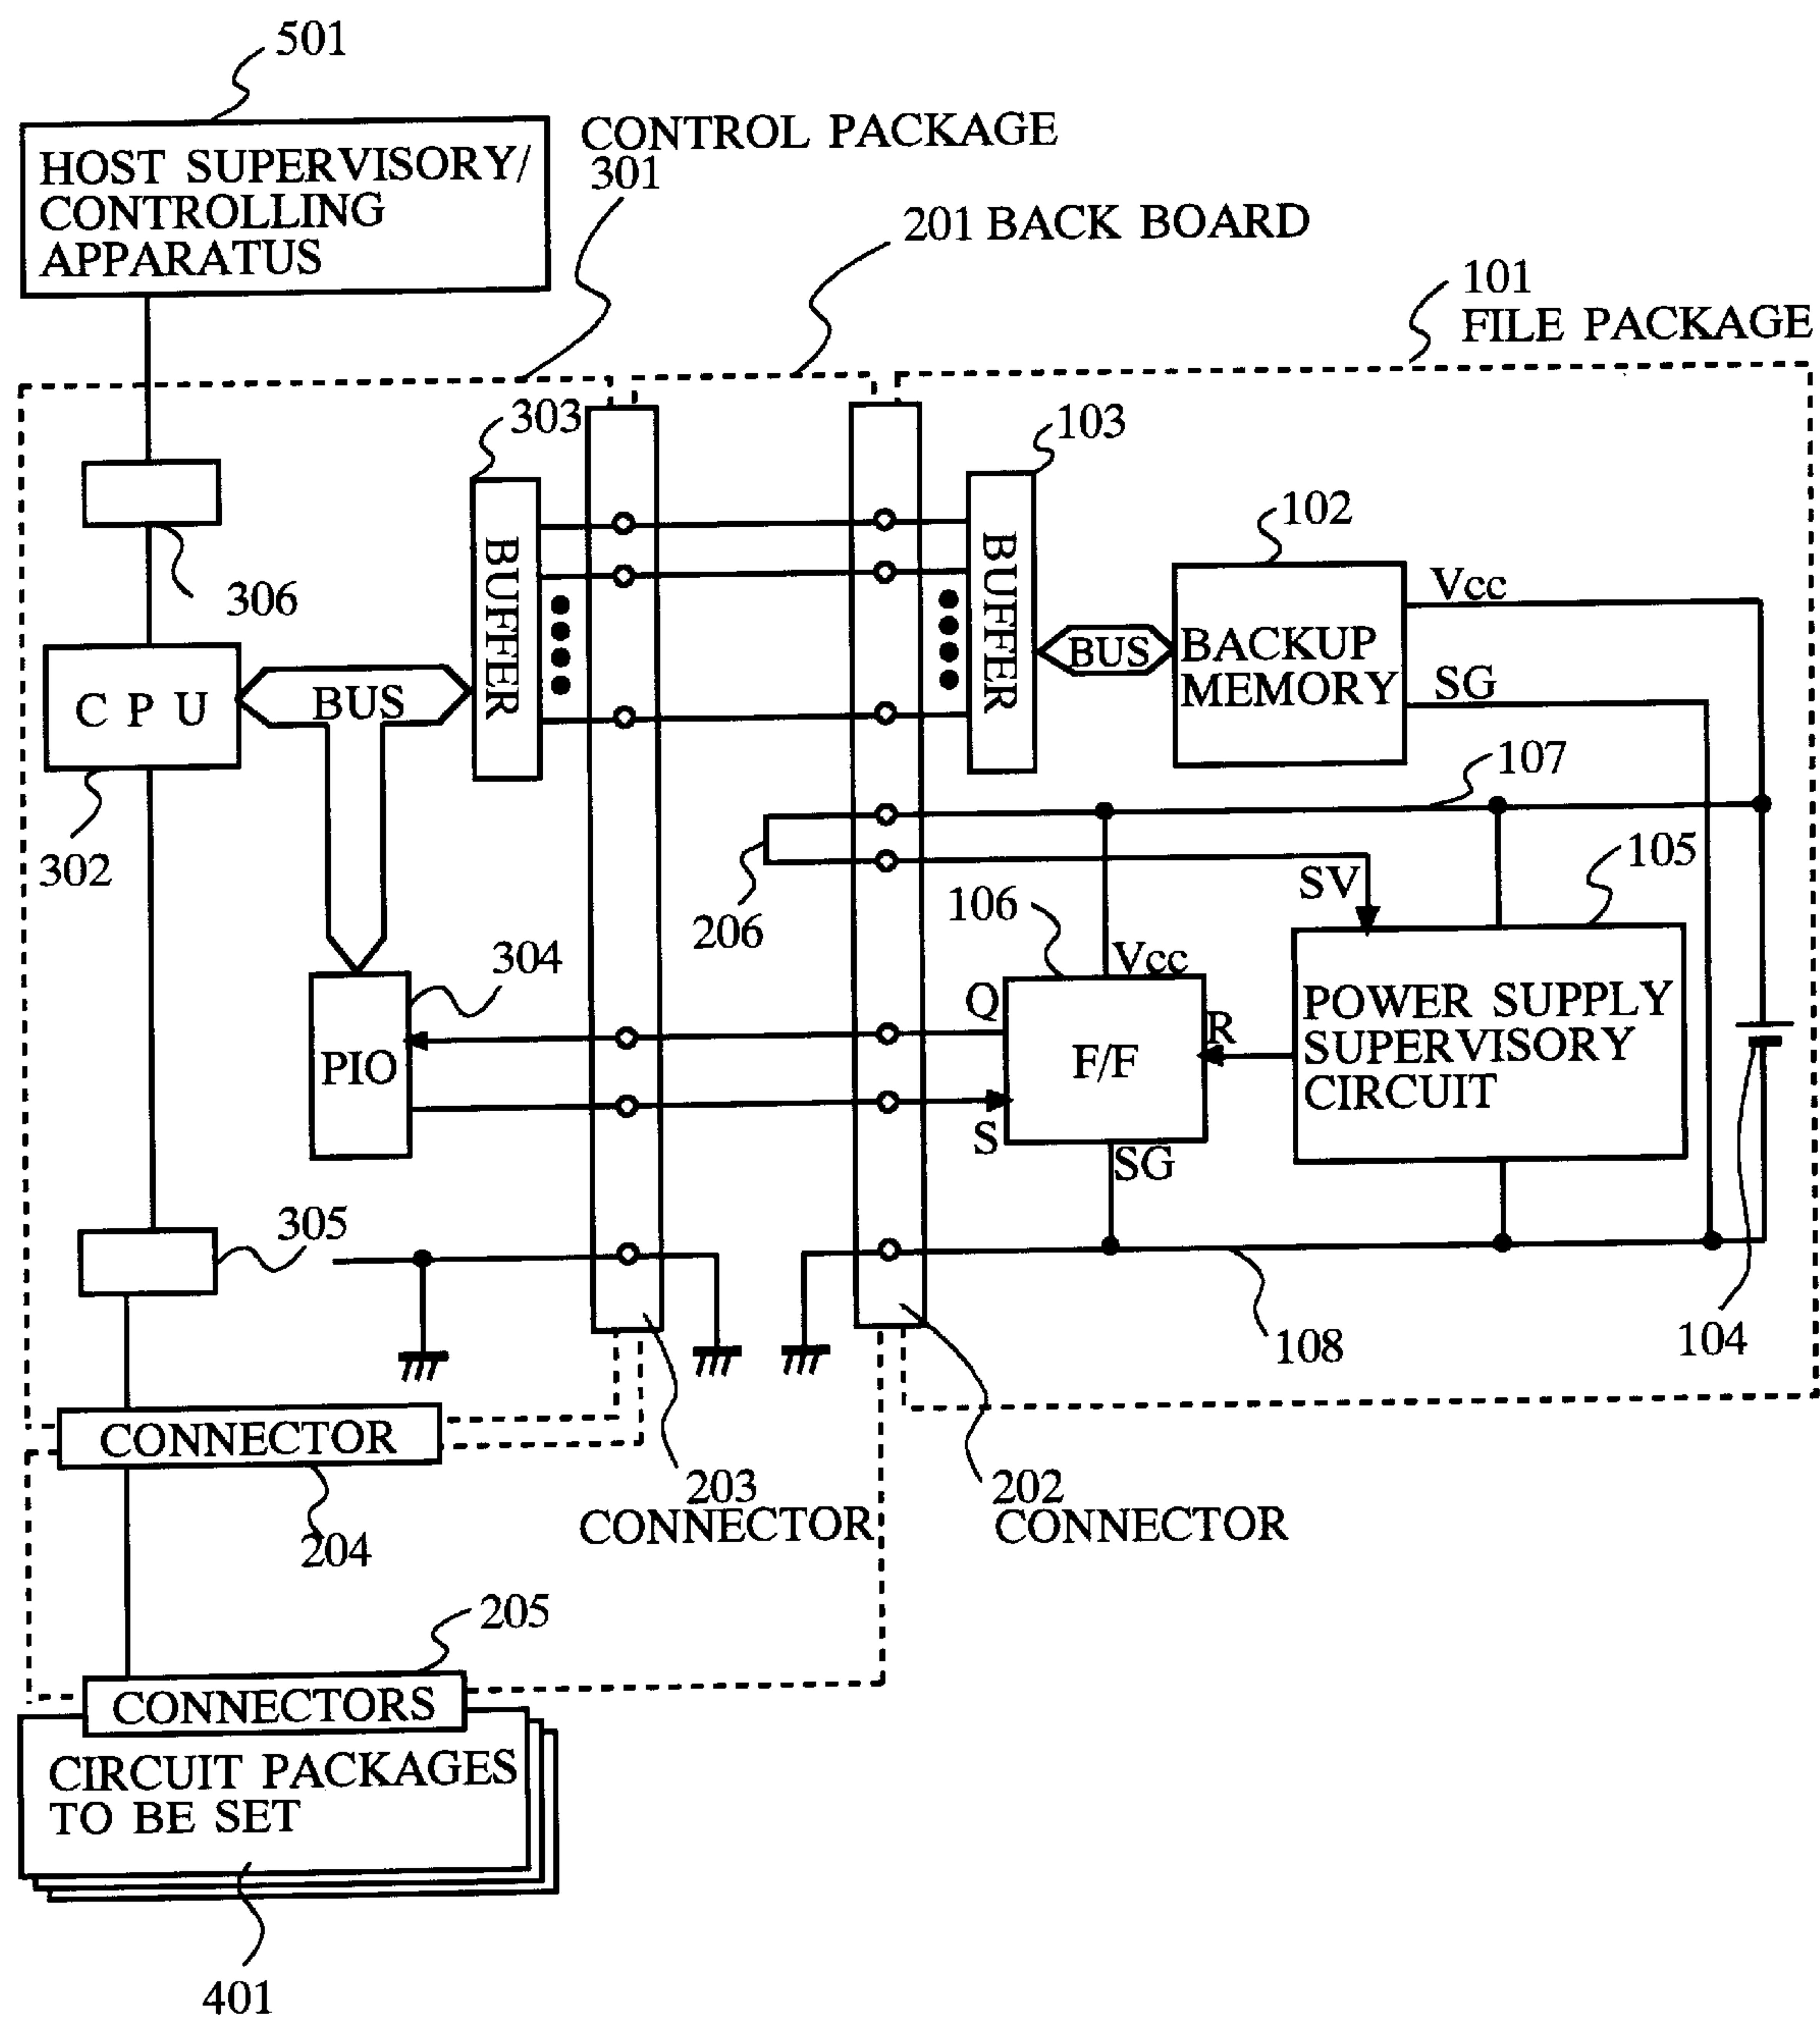 501
HOST SUPERVISORY/
CONTROLLING
APPARATUS
CONTROL PACKAGE
301
201 BACK BOARD
101
FILE PACKAGE
303
103
102
306
BUFFER
BUFFER
Vcc
BACKUP
MEMORY
BUS
SG
C P U
BUS
107
302
206
SV
105
106
Vcc
304
Q
R
POWER SUPPLY
SUPERVISORY
CIRCUIT
PIO
F/F
S
SG
305
108
104
CONNECTOR
204
203
CONNECTOR
202
CONNECTOR
205
CONNECTORS
CIRCUIT PACKAGES
TO BE SET
401